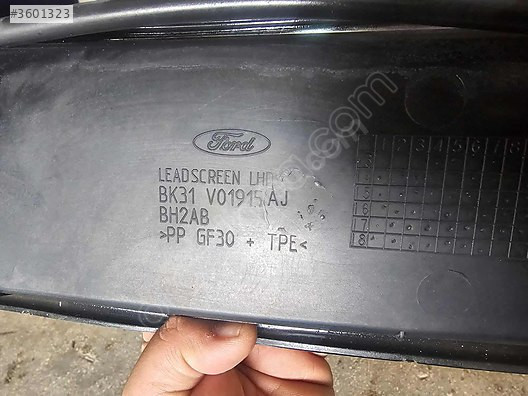 #3601323
Ford
LEADSCREEN LHD
BK31 V01915 AJ
BH2AB
>PP GF30 + TPE<